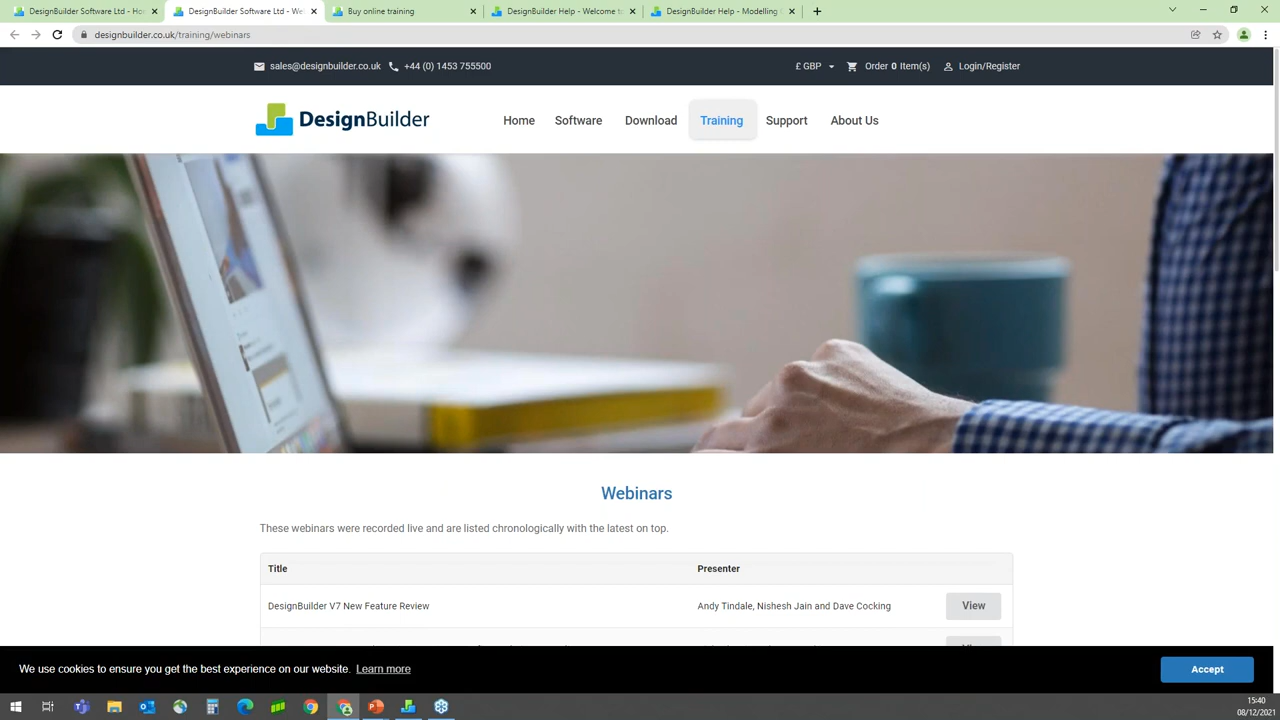 DesignBuilder Software Ltd - Ho
DesignBuilder Software Ltd - We
Buy online training
DesignBuilder Help - Welcome to
DesignBuilder Help - Modelling
designbuilder.co.uk/training/webinars
sales@designbuilder.co.uk +44 (0) 1453 755500
£ GBP Order 0 Item(s) Login/Register
DesignBuilder Home Software Download Training Support About Us
Webinars
These webinars were recorded live and are listed chronologically with the latest on top.
Title Presenter
DesignBuilder V7 New Feature Review Andy Tindale, Nishesh Jain and Dave Cocking View
We use cookies to ensure you get the best experience on our website. Learn more Accept
15:40
08/12/2021